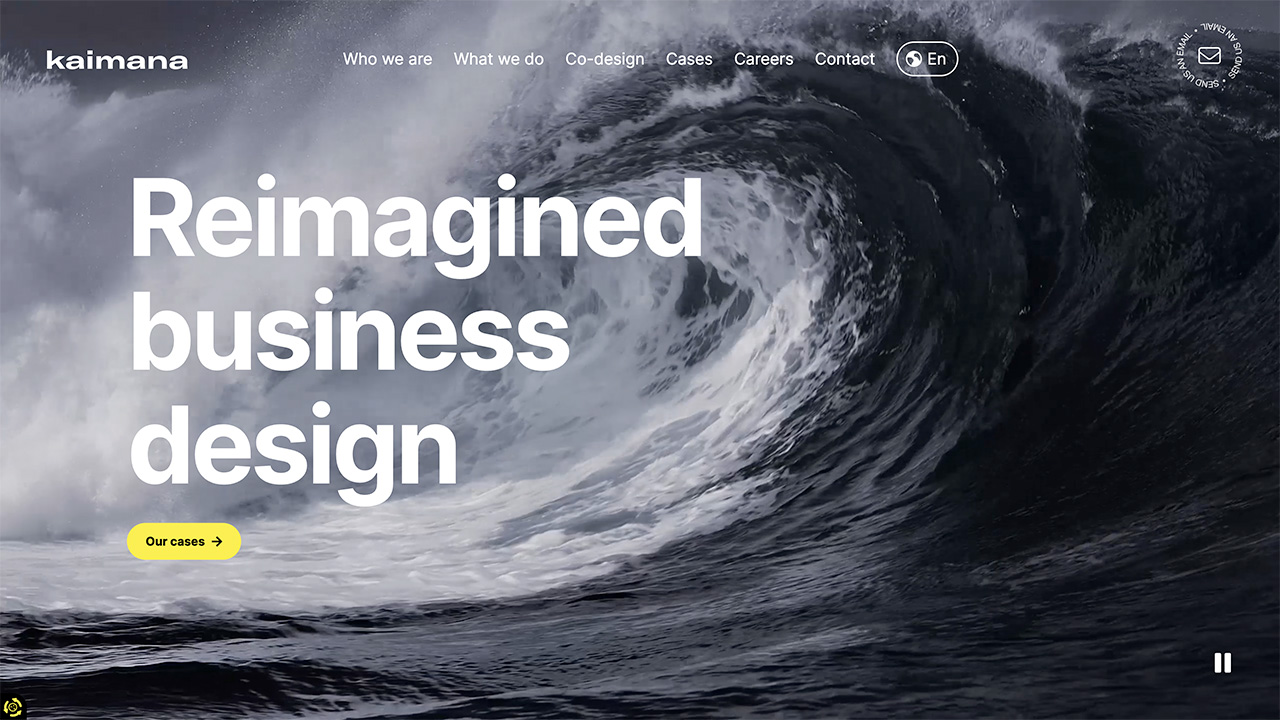 kaimana
Who we are
What we do
Co-design
Cases
Careers
Contact
En
SEND US AN EMAIL • SEND US AN EMAIL •
Reimagined
business
design
Our cases →